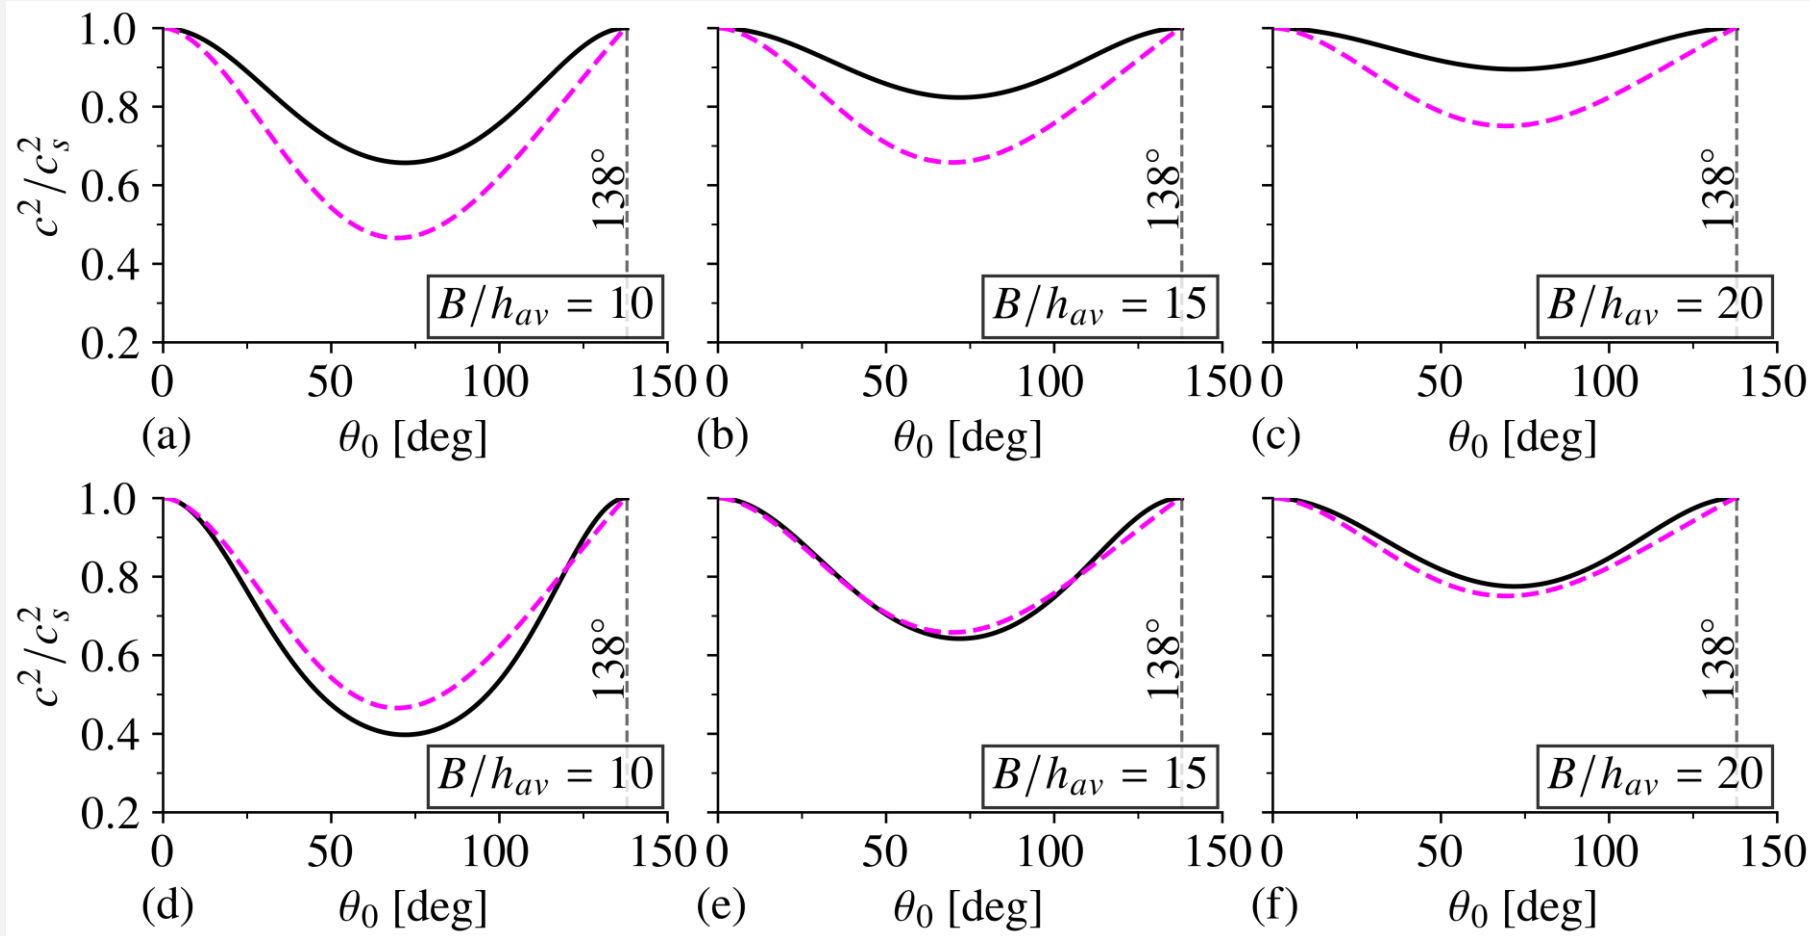 1.0
0.8
0.6
0.4
0.2
c²/c_s²
138°
B/h_av = 10
0 50 100 150
(a) θ₀ [deg]
138°
B/h_av = 15
0 50 100 150
(b) θ₀ [deg]
138°
B/h_av = 20
0 50 100 150
(c) θ₀ [deg]
1.0
0.8
0.6
0.4
0.2
c²/c_s²
138°
B/h_av = 10
0 50 100 150
(d) θ₀ [deg]
138°
B/h_av = 15
0 50 100 150
(e) θ₀ [deg]
138°
B/h_av = 20
0 50 100 150
(f) θ₀ [deg]